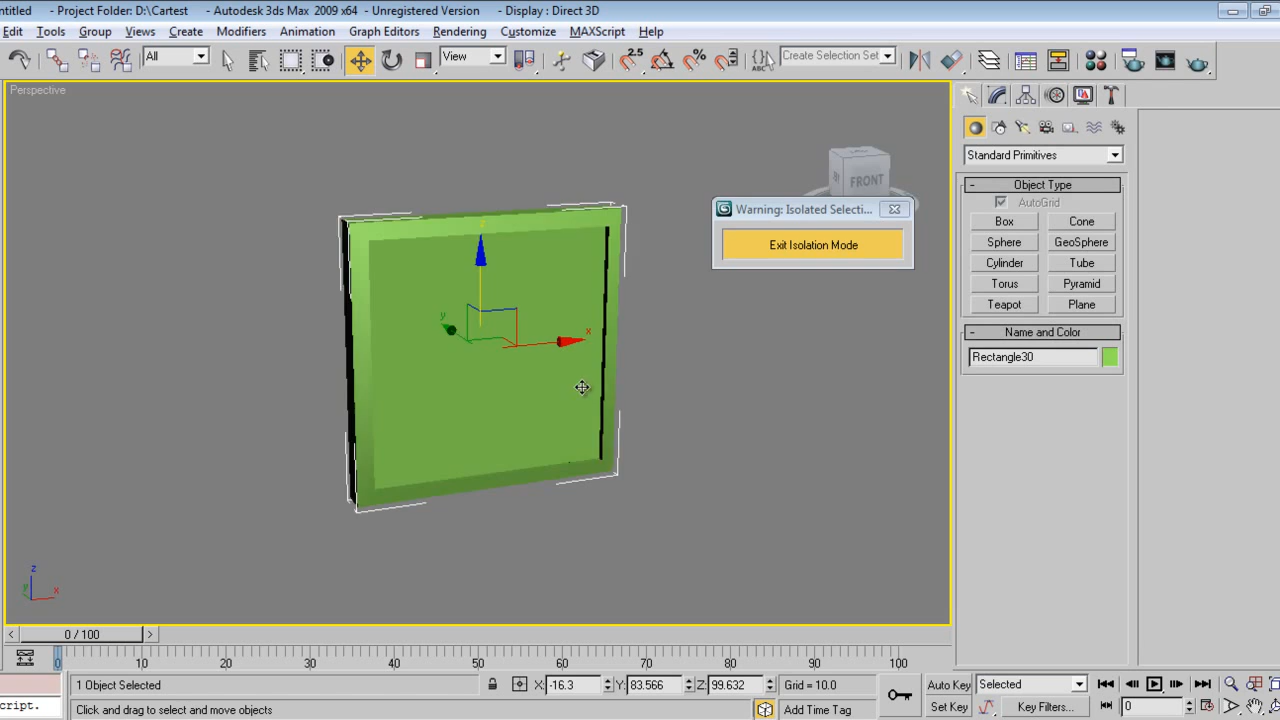 ntitled - Project Folder: D:\Cartest - Autodesk 3ds Max 2009 x64 - Unregistered Version - Display : Direct 3D
Edit Tools Group Views Create Modifiers Animation Graph Editors Rendering Customize MAXScript Help
All View 2.5 ABC Create Selection Set
Perspective
FRONT
Standard Primitives
Warning: Isolated Selecti...
Exit Isolation Mode
- Object Type
AutoGrid
Box Cone
Sphere GeoSphere
Cylinder Tube
Torus Pyramid
Teapot Plane
- Name and Color
Rectangle30
z
y
x
z
y x
< 0 / 100 >
0 10 20 30 40 50 60 70 80 90 100
1 Object Selected X: -16.3 Y: 83.566 Z: 99.632 Grid = 10.0 Auto Key Selected
script. Click and drag to select and move objects Add Time Tag Set Key Key Filters... 0